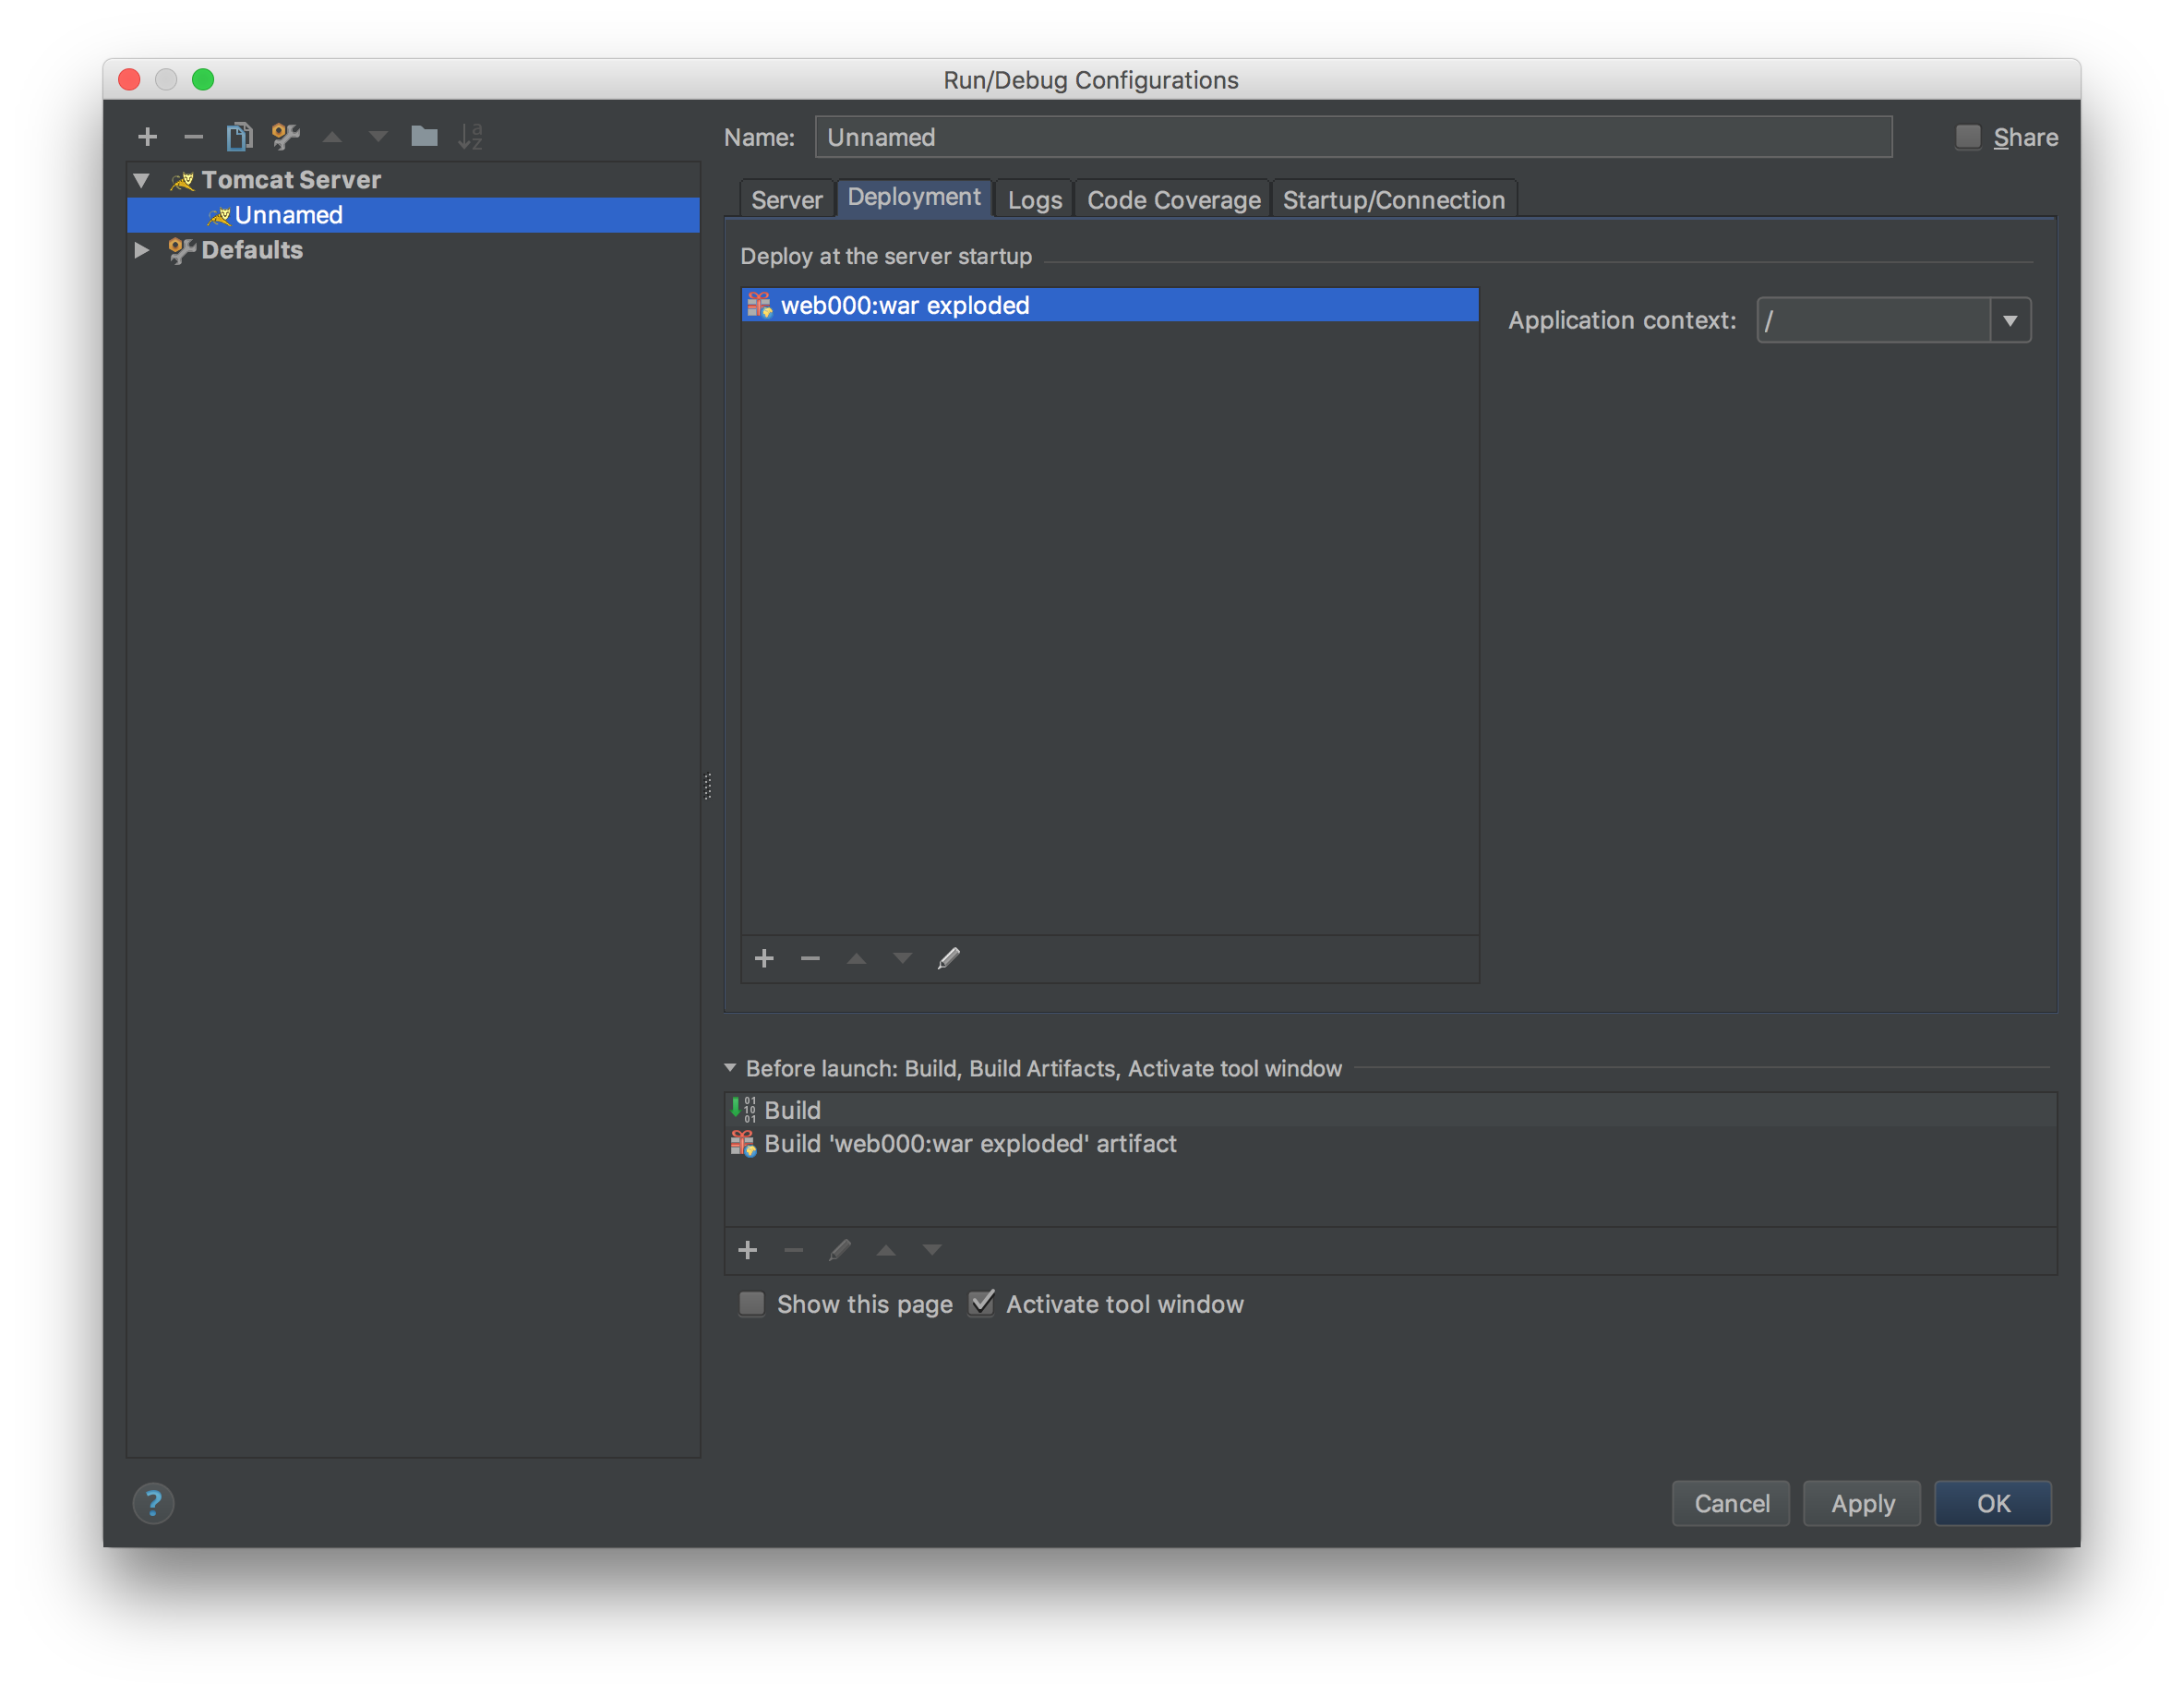 Run/Debug Configurations
Name: Unnamed Share
Tomcat Server
Unnamed
Defaults
Server Deployment Logs Code Coverage Startup/Connection
Deploy at the server startup
web000:war exploded
Application context: /
Before launch: Build, Build Artifacts, Activate tool window
Build
Build 'web000:war exploded' artifact
Show this page Activate tool window
? Cancel Apply OK